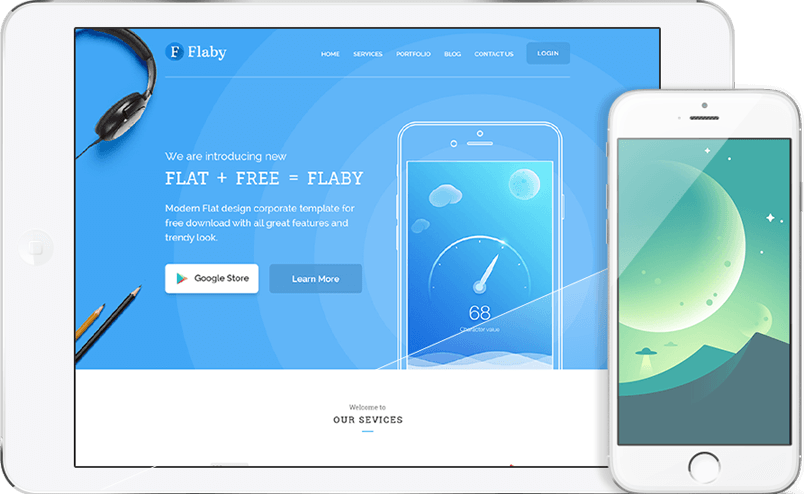 F Flaby
HOME SERVICES PORTFOLIO BLOG CONTACT US LOGIN
We are introducing new
FLAT + FREE = FLABY
Modern Flat design corporate template for
free download with all great features and
trendy look.
Google Store Learn More
68
Character value
Welcome to
OUR SEVICES